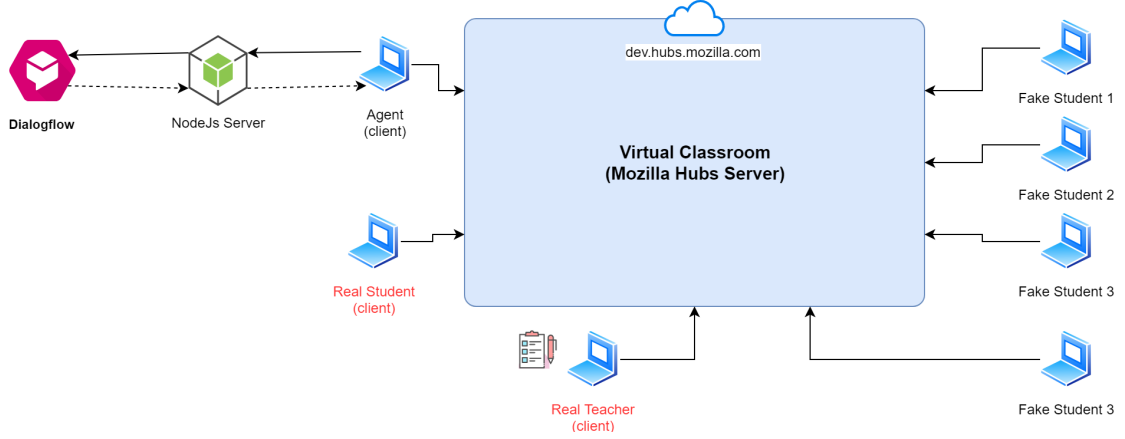 dev.hubs.mozilla.com
Virtual Classroom
(Mozilla Hubs Server)
Dialogflow
NodeJs Server
Agent
(client)
Real Student
(client)
Real Teacher
(client)
Fake Student 1
Fake Student 2
Fake Student 3
Fake Student 3